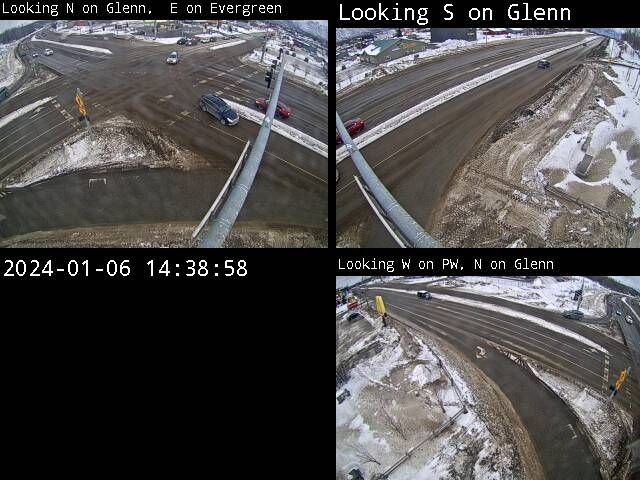 Looking N on Glenn,  E on Evergreen
Looking S on Glenn
2024-01-06 14:38:58
Looking W on PW, N on Glenn